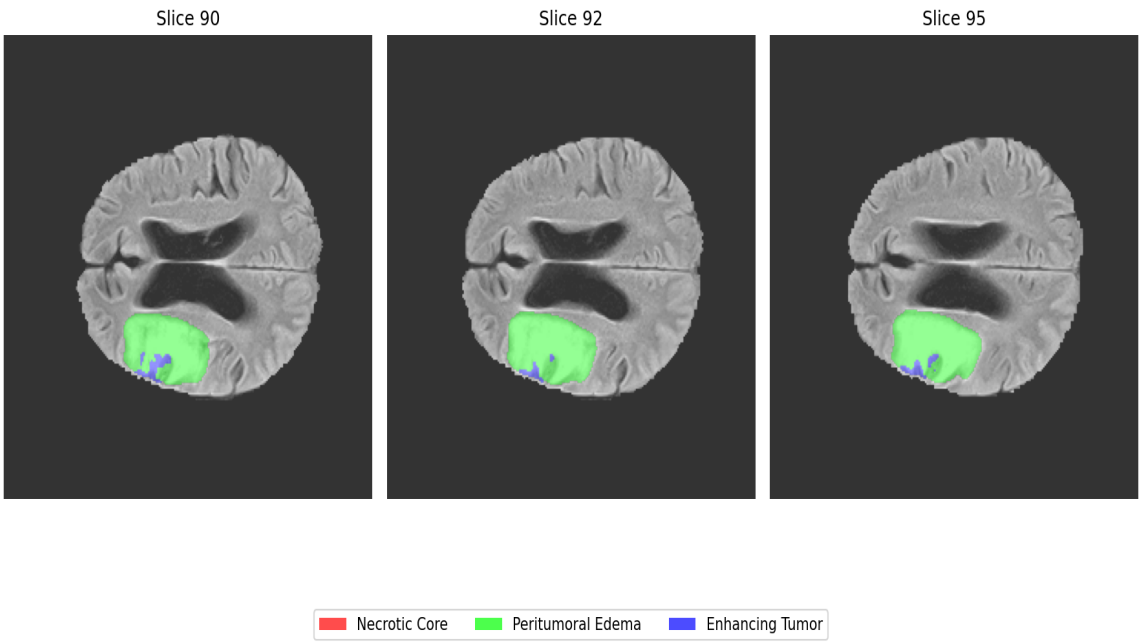 Slice 90
Slice 92
Slice 95
Necrotic Core
Peritumoral Edema
Enhancing Tumor